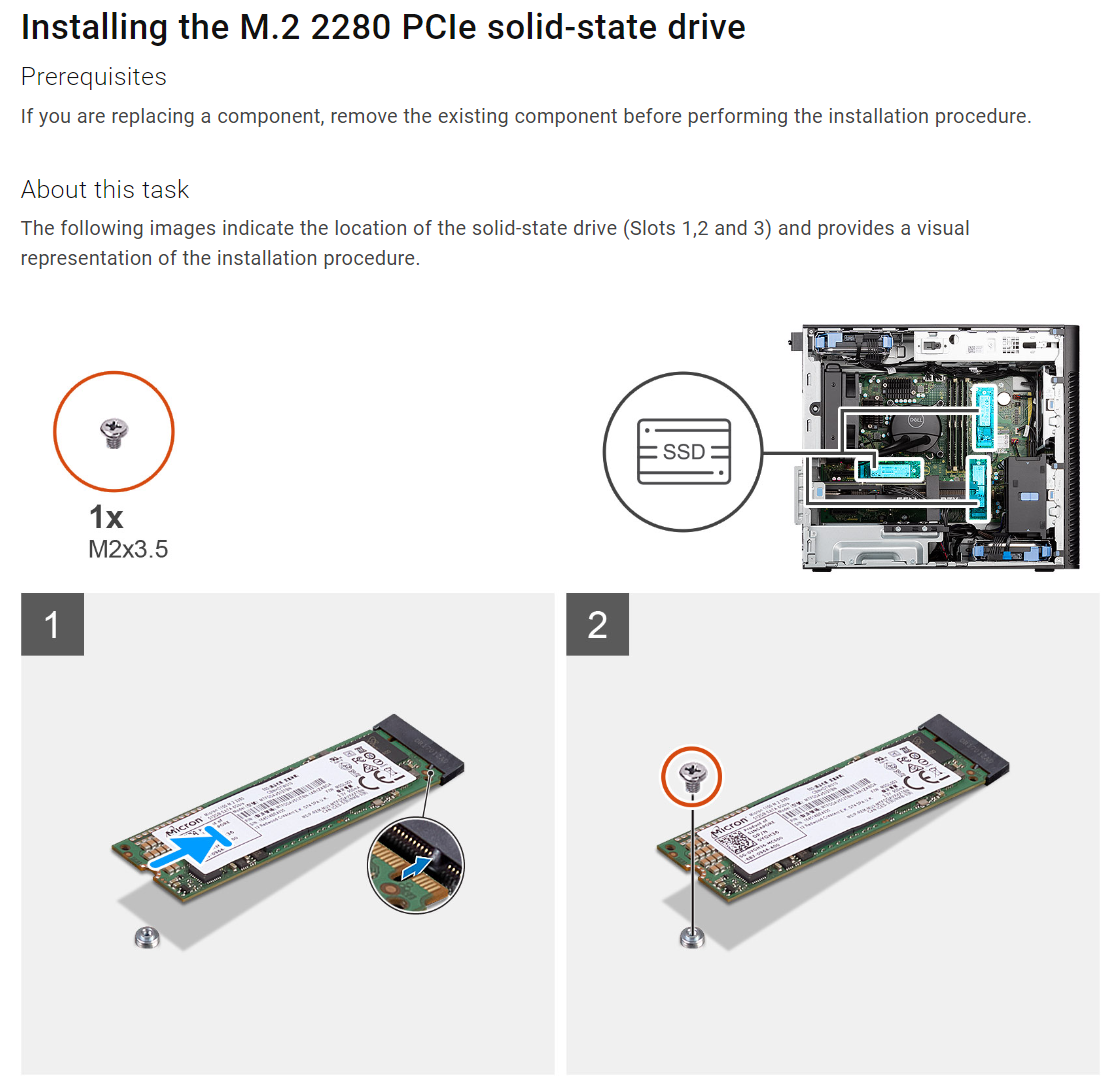 Installing the M.2 2280 PCIe solid-state drive
Prerequisites
If you are replacing a component, remove the existing component before performing the installation procedure.
About this task
The following images indicate the location of the solid-state drive (Slots 1,2 and 3) and provides a visual
representation of the installation procedure.
1x
M2x3.5
SSD
DELL
1
Micron
2
Micron